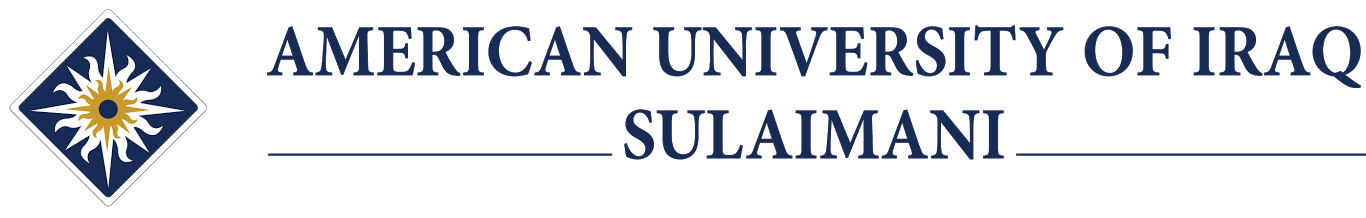 AMERICAN UNIVERSITY OF IRAQ
SULAIMANI